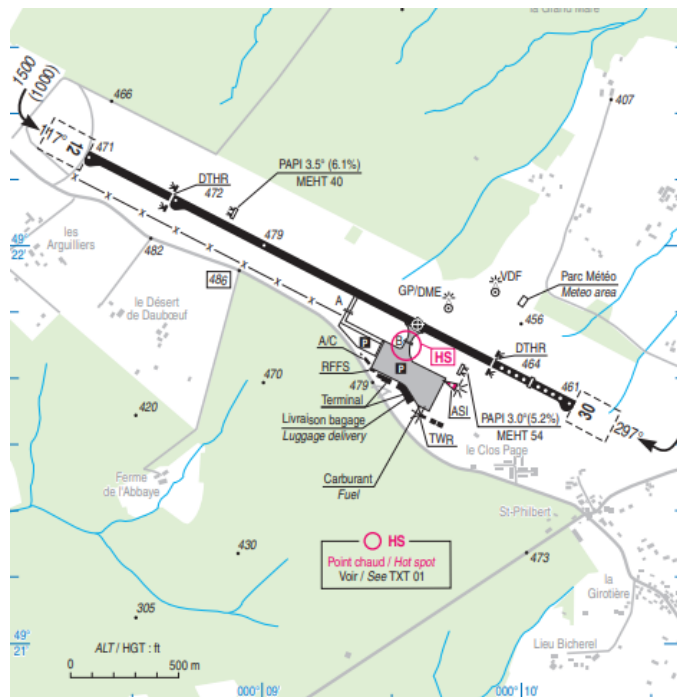 la Grand Mare
1500
(1000)
466
407
117°
12
471
PAPI 3.5° (6.1%)
MEHT 40
DTHR
472
les
Arguilliers
482
479
49°
22'
486
VDF
GP/DME
Parc Météo
Meteo area
le Désert
de Daubœuf
A
456
A/C
P
B
HS
DTHR
464
RFFS
P
470
479
461
30
Terminal
ASI
420
PAPI 3.0°(5.2%)
MEHT 54
297°
Livraison bagage
Luggage delivery
TWR
le Clos Page
Carburant
Fuel
Ferme
de l'Abbaye
St-Philbert
HS
Point chaud / Hot spot
Voir / See TXT 01
430
473
la
Girotière
305
49°
21
ALT / HGT : ft
Lieu Bicherel
0
500 m
000° 09'
000° 10'